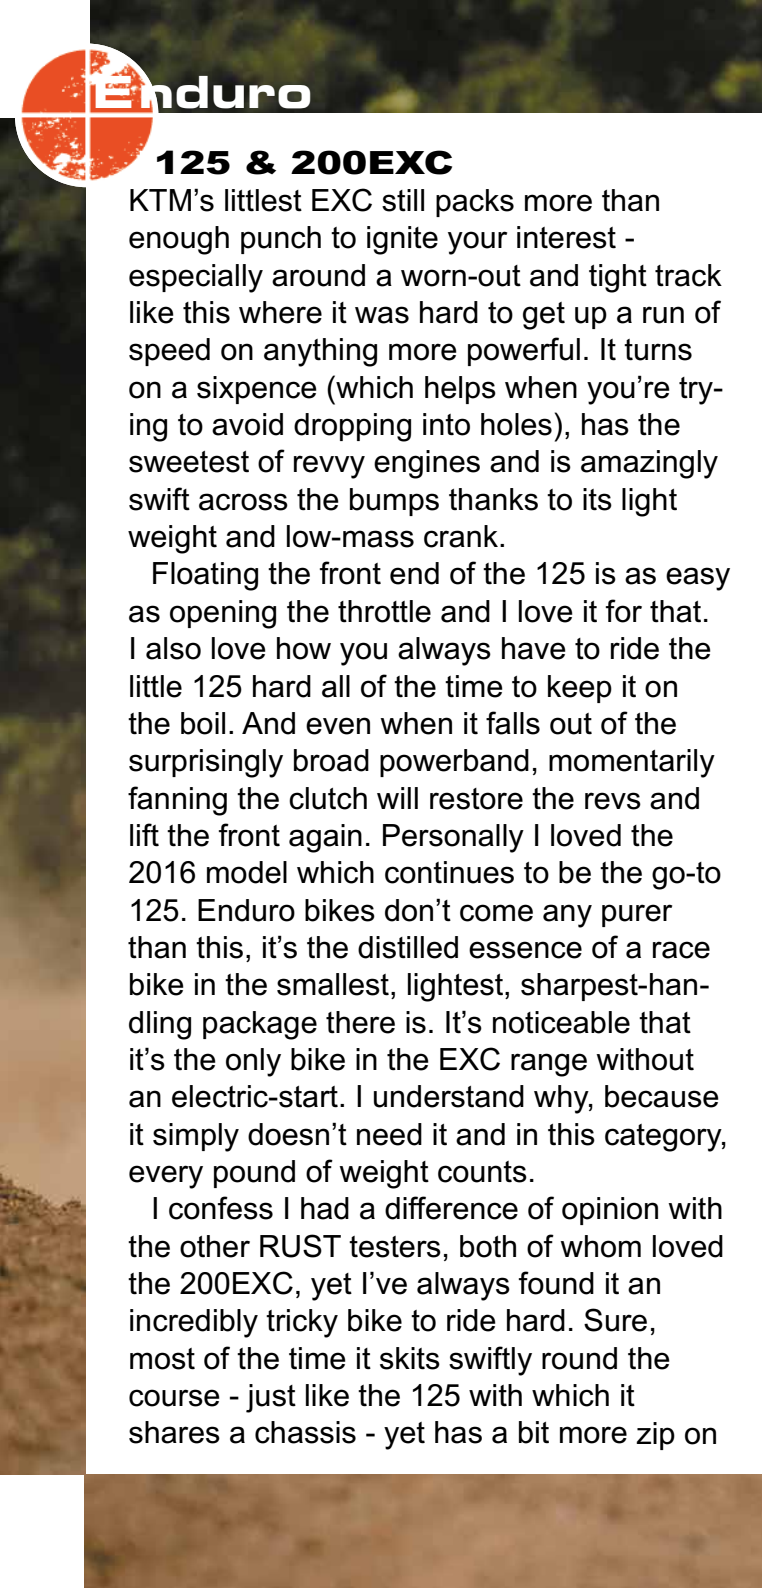 Enduro
125 & 200EXC
KTM's littlest EXC still packs more than
enough punch to ignite your interest -
especially around a worn-out and tight track
like this where it was hard to get up a run of
speed on anything more powerful. It turns
on a sixpence (which helps when you're try-
ing to avoid dropping into holes), has the
sweetest of revvy engines and is amazingly
swift across the bumps thanks to its light
weight and low-mass crank.
Floating the front end of the 125 is as easy
as opening the throttle and I love it for that.
I also love how you always have to ride the
little 125 hard all of the time to keep it on
the boil. And even when it falls out of the
surprisingly broad powerband, momentarily
fanning the clutch will restore the revs and
lift the front again. Personally I loved the
2016 model which continues to be the go-to
125. Enduro bikes don't come any purer
than this, it's the distilled essence of a race
bike in the smallest, lightest, sharpest-han-
dling package there is. It's noticeable that
it's the only bike in the EXC range without
an electric-start. I understand why, because
it simply doesn't need it and in this category,
every pound of weight counts.
I confess I had a difference of opinion with
the other RUST testers, both of whom loved
the 200EXC, yet I've always found it an
incredibly tricky bike to ride hard. Sure,
most of the time it skits swiftly round the
course - just like the 125 with which it
shares a chassis - yet has a bit more zip on